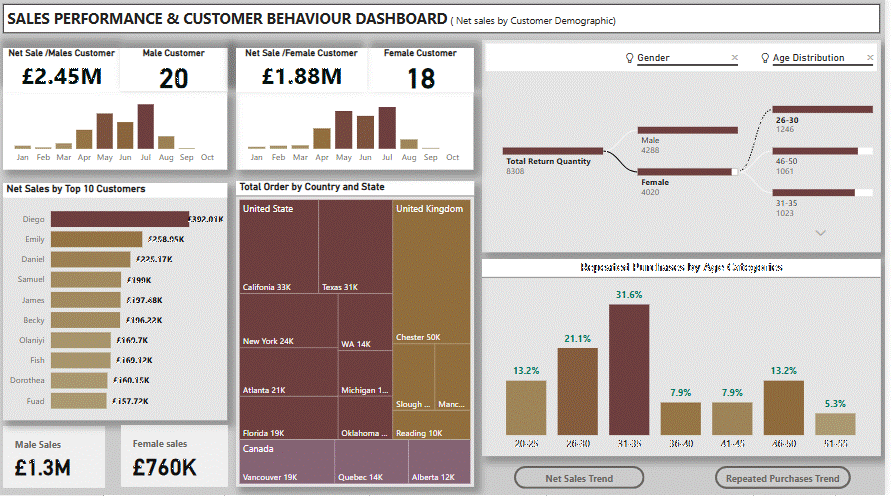 SALES PERFORMANCE & CUSTOMER BEHAVIOUR DASHBOARD ( Net sales by Customer Demographic)
Net Sale /Males Customer
£2.45M
Male Customer
20
Jan Feb Mar Apr May Jun Jul Aug Sep Oct
Net Sale /Female Customer
£1.88M
Female Customer
18
Jan Feb Mar Apr May Jun Jul Aug Sep Oct
Gender
Age Distribution
Total Return Quantity
8308
Male
4288
Female
4020
26-30
1246
46-50
1061
31-35
1023
Net Sales by Top 10 Customers
Diego £392.01K
Emily £258.95K
Daniel £225.17K
Samuel £199K
James £197.48K
Becky £196.22K
Olaniyi £169.7K
Fish £169.12K
Dorothea £160.15K
Fuad £157.72K
Male Sales
£1.3M
Female sales
£760K
Total Order by Country and State
United State
Califonia 33K
Texas 31K
New York 24K
WA 14K
Atlanta 21K
Michigan 1...
Florida 19K
Oklahoma ...
United Kingdom
Chester 50K
Slough ...
Manc...
Reading 10K
Canada
Vancouver 19K
Quebec 14K
Alberta 12K
Repeated Purchases by Age Categories
13.2% 21.1% 31.6% 7.9% 7.9% 13.2% 5.3%
20-25 26-30 31-35 36-40 41-45 46-50 51-55
Net Sales Trend
Repeated Purchases Trend